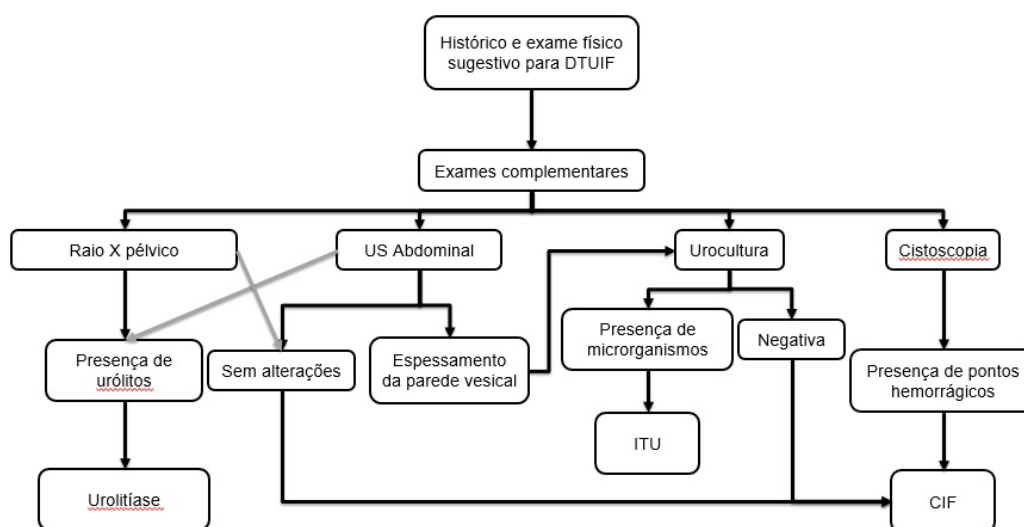 Histórico e exame físico
sugestivo para DTUIF
Exames complementares
Raio X pélvico
US Abdominal
Urocultura
Cistoscopia
Presença de
urólitos
Sem alterações
Espessamento
da parede vesical
Presença de
microrganismos
Negativa
Presença de pontos
hemorrágicos
ITU
Urolitíase
CIF